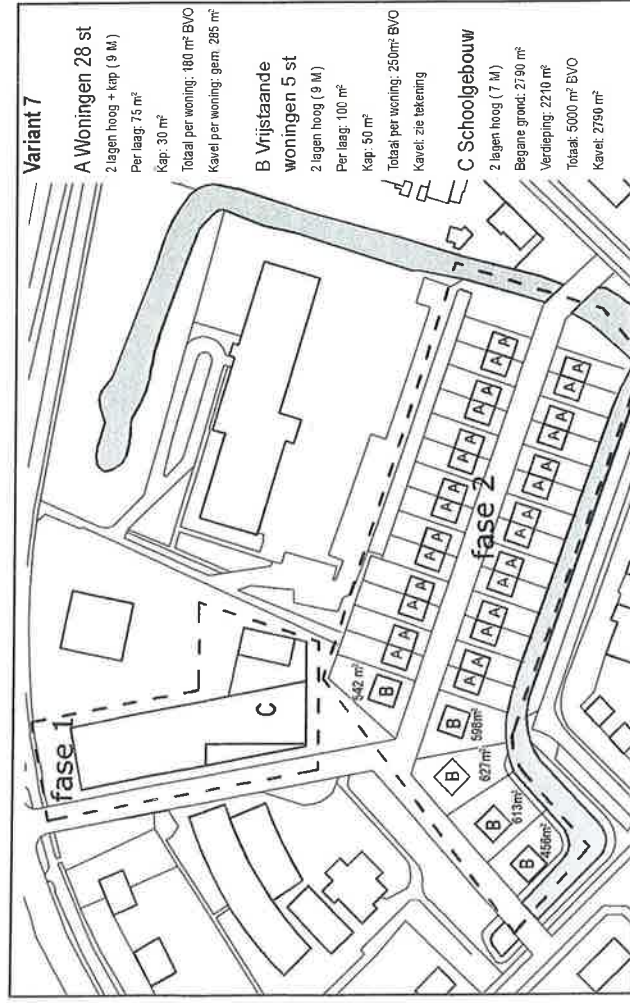 Variant 7
A Woningen 28 st
2 lagen hoog + kap ( 9 M )
Per laag: 75 m²
Kap: 30 m²
Totaal per woning: 180 m² BVO
Kavel per woning: gem. 285 m²
B Vrijstaande
woningen 5 st
2 lagen hoog ( 9 M )
Per laag: 100 m²
Kap: 50 m²
Totaal per woning: 250m² BVO
Kavel: zie tekening
C Schoolgebouw
2 lagen hoog ( 7 M )
Begane grond: 2790 m²
Verdieping: 2210 m²
Totaal: 5000 m² BVO
Kavel: 2790 m²
fase 1
C
542 m²
B
A A
A A
A A
A A
A A
A A
A A
fase 2
598m²
B
A A
A A
A A
A A
A A
A A
A A
627m²
B
613m²
B
456m²
B